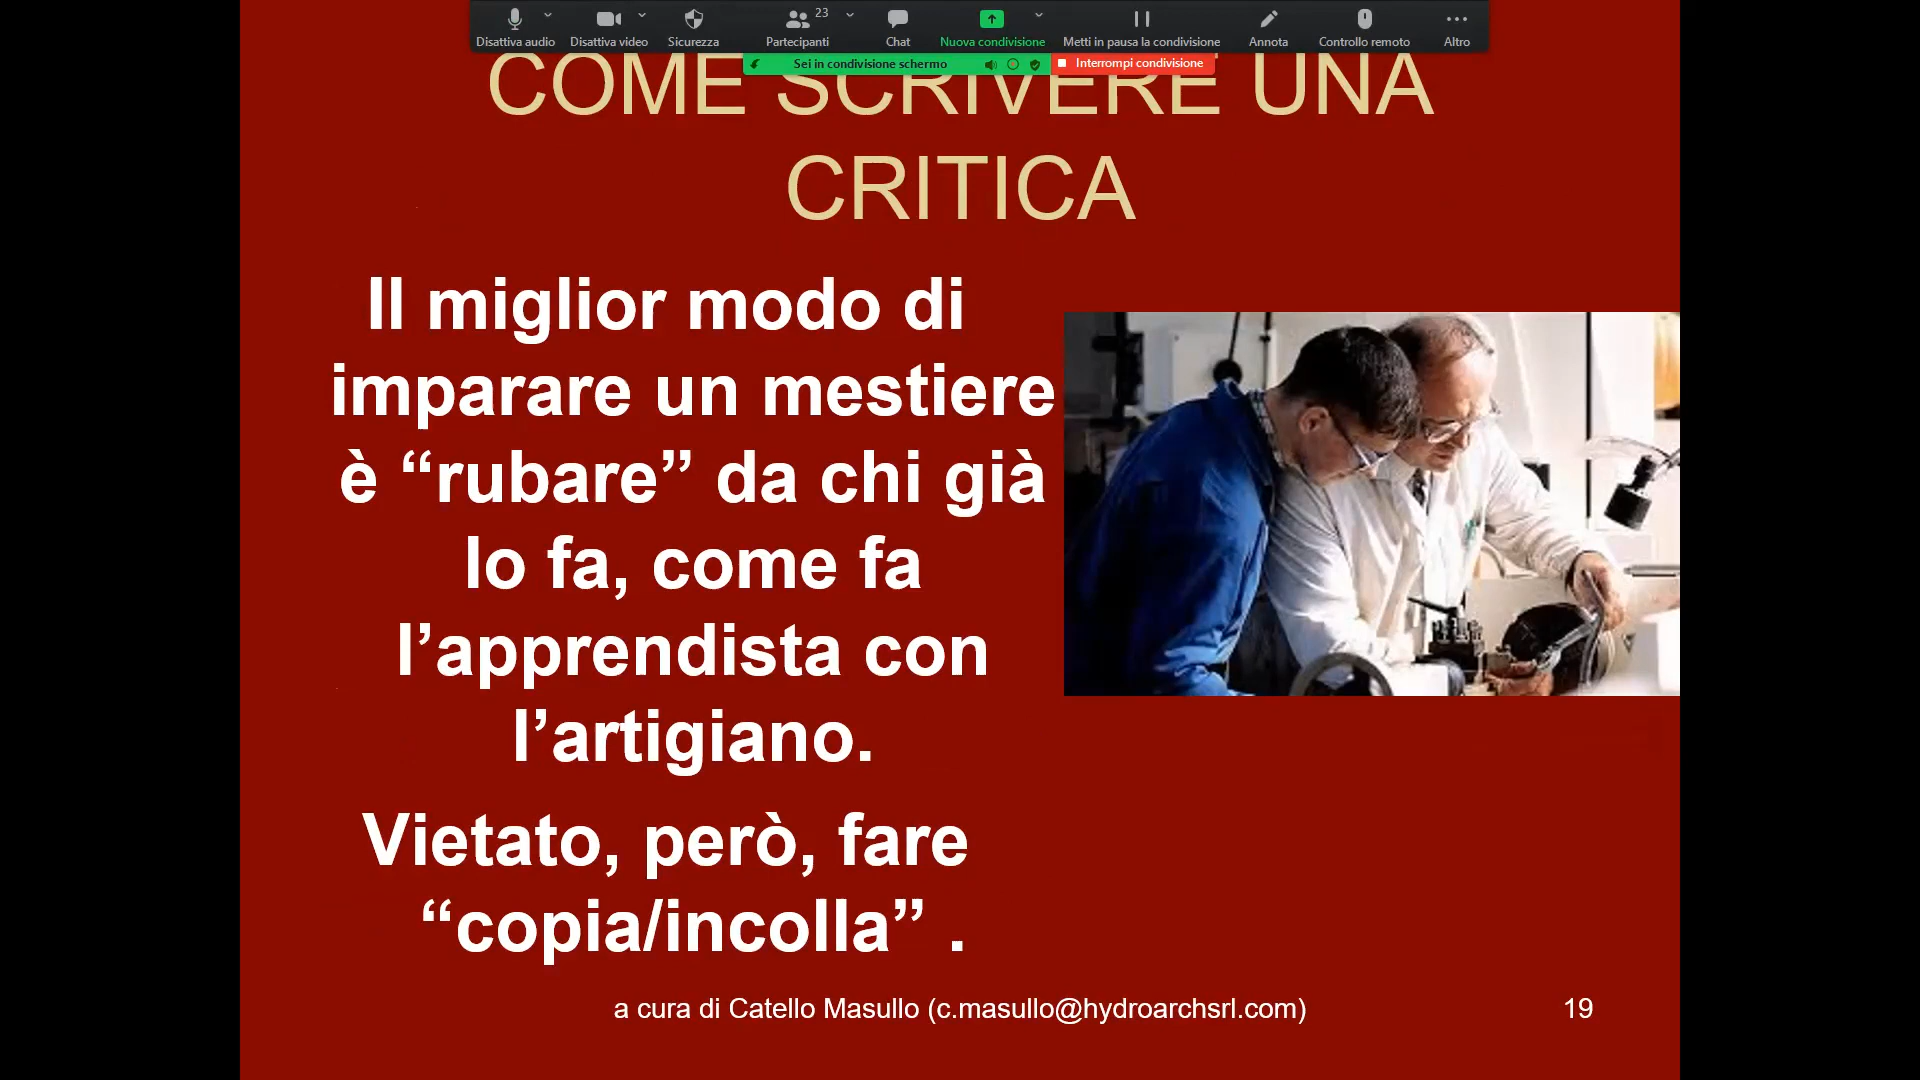 Disattiva audio Disattiva video Sicurezza Partecipanti 23 Chat Nuova condivisione Metti in pausa la condivisione Annota Controllo remoto Altro
Sei in condivisione schermo Interrompi condivisione
COME SCRIVERE UNA
CRITICA
Il miglior modo di
imparare un mestiere
è “rubare” da chi già
lo fa, come fa
l’apprendista con
l’artigiano.
Vietato, però, fare
“copia/incolla” .
a cura di Catello Masullo (c.masullo@hydroarchsrl.com) 19